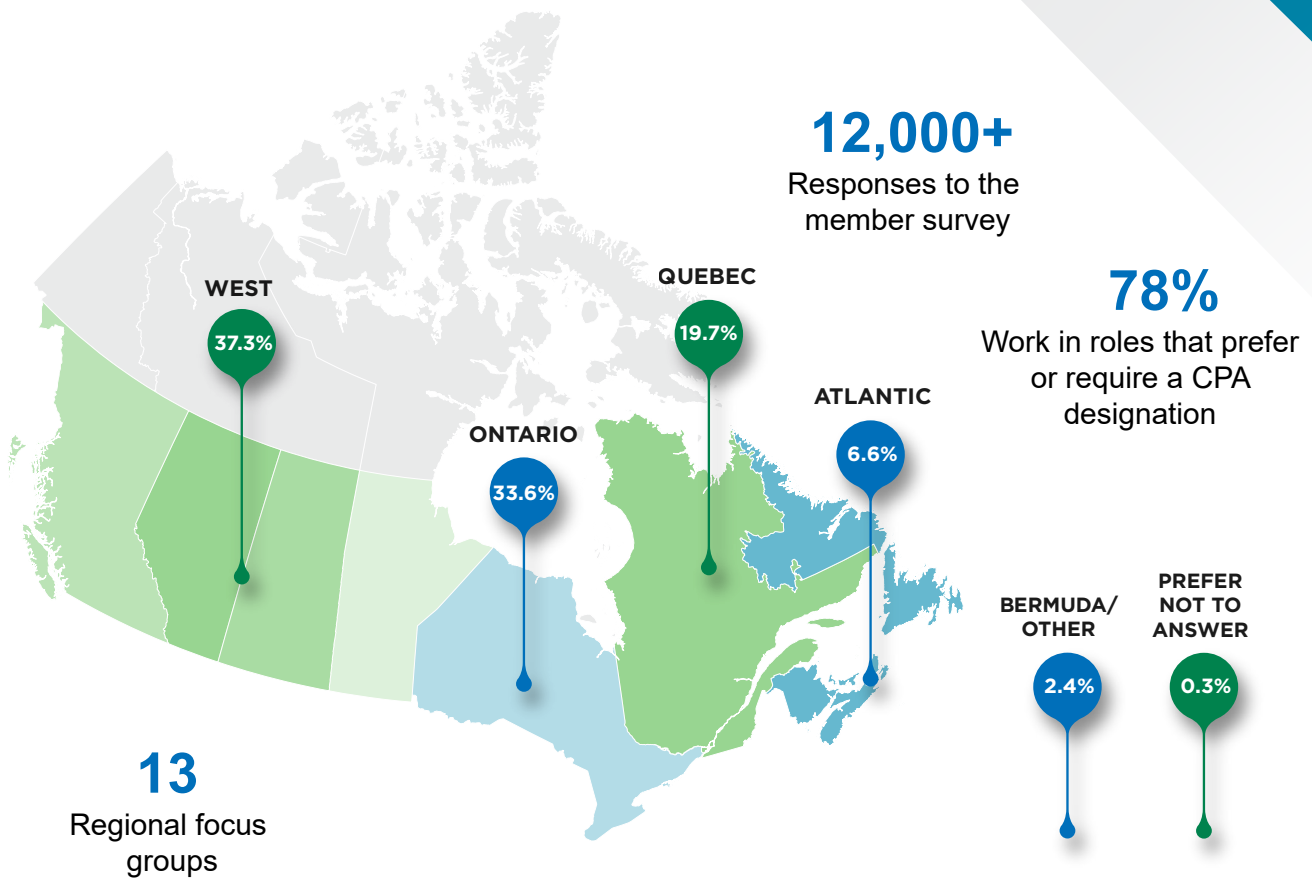 12,000+
Responses to the
member survey
78%
Work in roles that prefer
or require a CPA
designation
WEST
37.3%
QUEBEC
19.7%
ATLANTIC
6.6%
ONTARIO
33.6%
BERMUDA/
OTHER
2.4%
PREFER
NOT TO
ANSWER
0.3%
13
Regional focus
groups